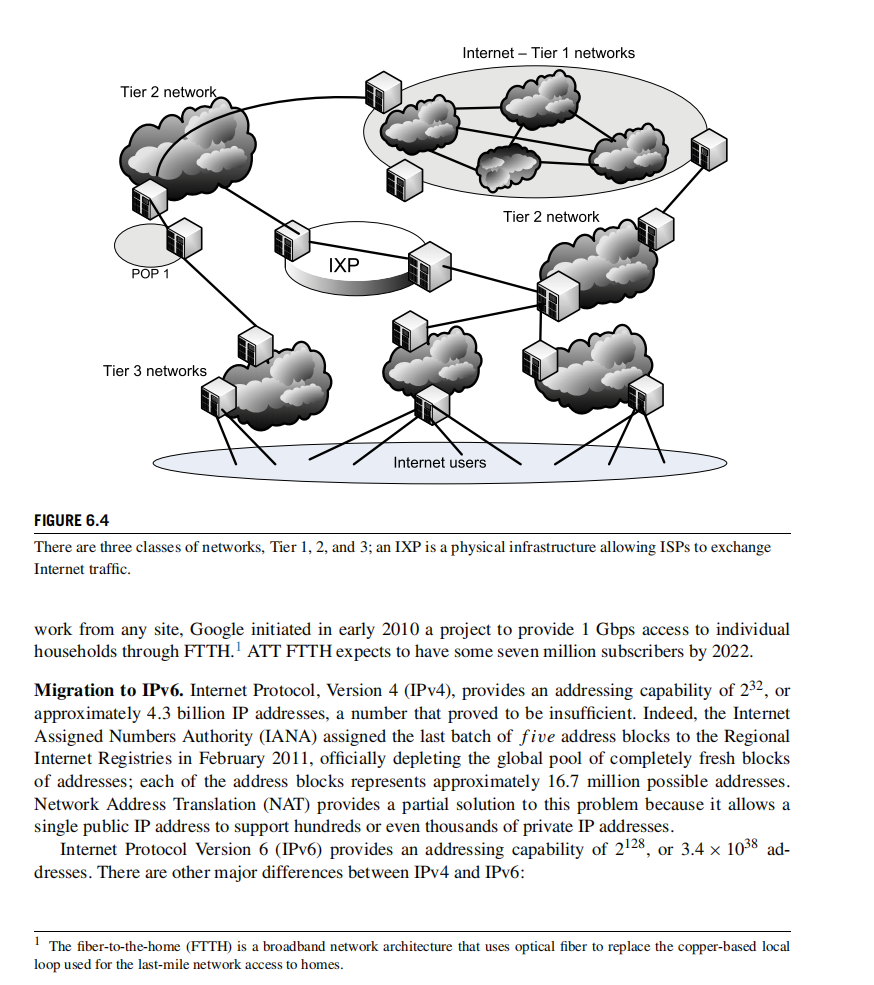 Internet – Tier 1 networks
Tier 2 network
Tier 2 network
IXP
POP 1
Tier 3 networks
Internet users
FIGURE 6.4
There are three classes of networks, Tier 1, 2, and 3; an IXP is a physical infrastructure allowing ISPs to exchange
Internet traffic.
work from any site, Google initiated in early 2010 a project to provide 1 Gbps access to individual
households through FTTH.1 ATT FTTH expects to have some seven million subscribers by 2022.
Migration to IPv6. Internet Protocol, Version 4 (IPv4), provides an addressing capability of 2^32, or
approximately 4.3 billion IP addresses, a number that proved to be insufficient. Indeed, the Internet
Assigned Numbers Authority (IANA) assigned the last batch of five address blocks to the Regional
Internet Registries in February 2011, officially depleting the global pool of completely fresh blocks
of addresses; each of the address blocks represents approximately 16.7 million possible addresses.
Network Address Translation (NAT) provides a partial solution to this problem because it allows a
single public IP address to support hundreds or even thousands of private IP addresses.
Internet Protocol Version 6 (IPv6) provides an addressing capability of 2^128, or 3.4 × 10^38 ad-
dresses. There are other major differences between IPv4 and IPv6:
1 The fiber-to-the-home (FTTH) is a broadband network architecture that uses optical fiber to replace the copper-based local
loop used for the last-mile network access to homes.